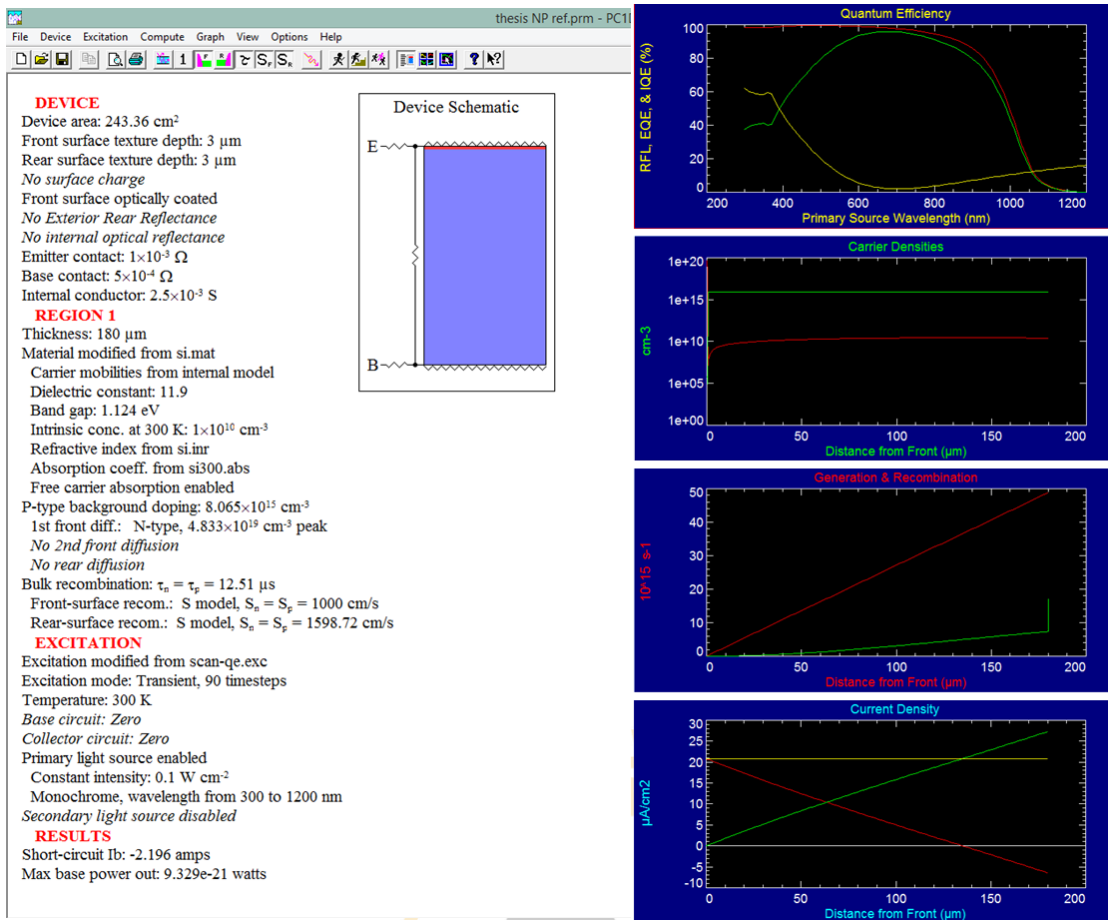 thesis NP ref.prm - PC1D
File Device Excitation Compute Graph View Options Help
DEVICE
Device area: 243.36 cm²
Front surface texture depth: 3 µm
Rear surface texture depth: 3 µm
No surface charge
Front surface optically coated
No Exterior Rear Reflectance
No internal optical reflectance
Emitter contact: 1×10⁻³ Ω
Base contact: 5×10⁻⁴ Ω
Internal conductor: 2.5×10⁻³ S
REGION 1
Thickness: 180 µm
Material modified from si.mat
Carrier mobilities from internal model
Dielectric constant: 11.9
Band gap: 1.124 eV
Intrinsic conc. at 300 K: 1×10¹⁰ cm⁻³
Refractive index from si.inr
Absorption coeff. from si300.abs
Free carrier absorption enabled
P-type background doping: 8.065×10¹⁵ cm⁻³
1st front diff.: N-type, 4.833×10¹⁹ cm⁻³ peak
No 2nd front diffusion
No rear diffusion
Bulk recombination: τₙ = τₚ = 12.51 µs
Front-surface recom.: S model, Sₙ = Sₚ = 1000 cm/s
Rear-surface recom.: S model, Sₙ = Sₚ = 1598.72 cm/s
EXCITATION
Excitation modified from scan-qe.exc
Excitation mode: Transient, 90 timesteps
Temperature: 300 K
Base circuit: Zero
Collector circuit: Zero
Primary light source enabled
Constant intensity: 0.1 W cm⁻²
Monochrome, wavelength from 300 to 1200 nm
Secondary light source disabled
RESULTS
Short-circuit Ib: -2.196 amps
Max base power out: 9.329e-21 watts
Device Schematic
E
B
Quantum Efficiency
RFL, EQE, & IQE (%)
100
80
60
40
20
0
200 400 600 800 1000 1200
Primary Source Wavelength (nm)
Carrier Densities
cm-3
1e+20
1e+15
1e+10
1e+05
1e+00
0 50 100 150 200
Distance from Front (µm)
Generation & Recombination
10^15 s-1
50
40
30
20
10
0
0 50 100 150 200
Distance from Front (µm)
Current Density
µA/cm2
30
25
20
15
10
5
0
-5
-10
0 50 100 150 200
Distance from Front (µm)